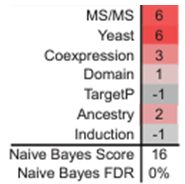 MS/MS 6
Yeast 6
Coexpression 3
Domain 1
TargetP -1
Ancestry 2
Induction -1
Naive Bayes Score 16
Naive Bayes FDR 0%